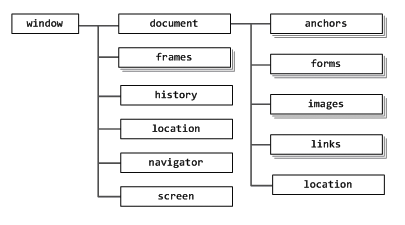 window
document
anchors
frames
forms
history
images
location
links
navigator
location
screen